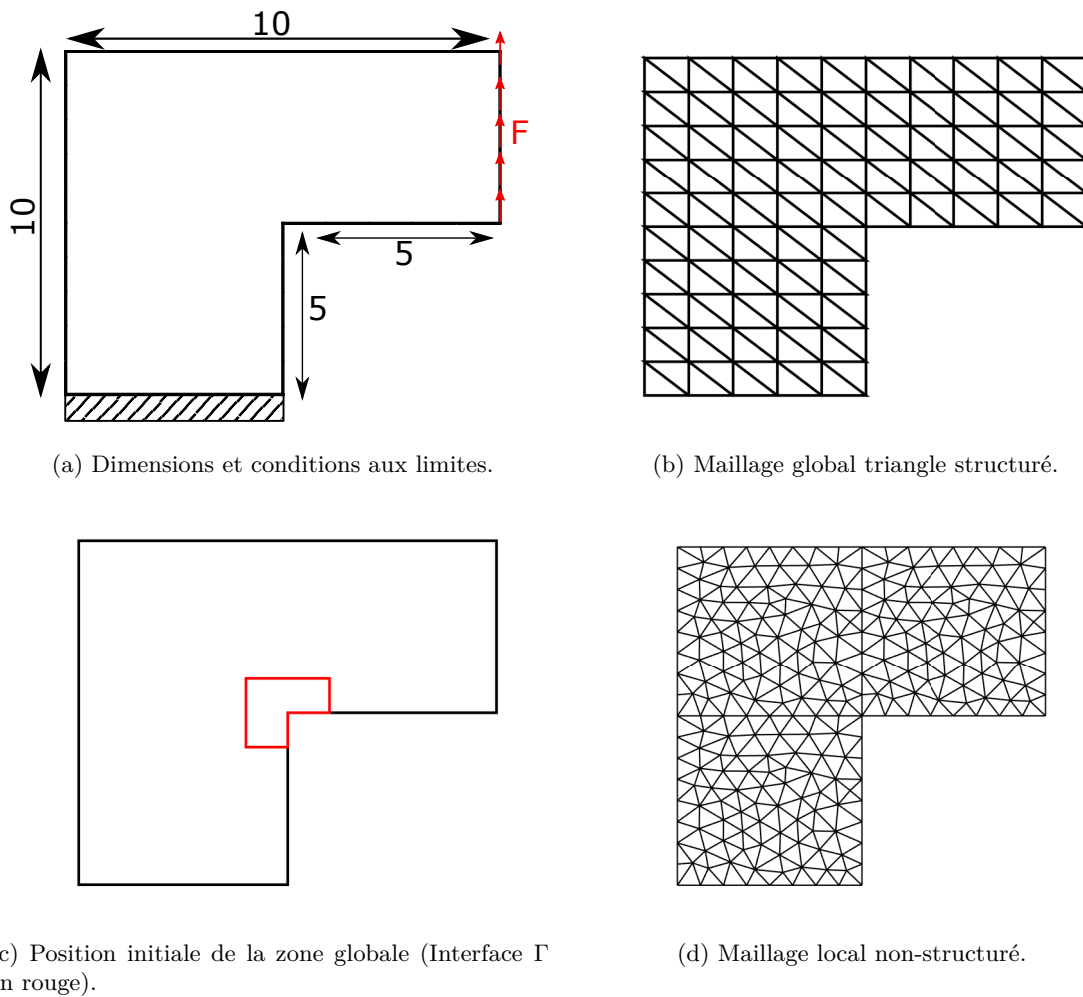 10
10
F
5
5
(a) Dimensions et conditions aux limites.
(b) Maillage global triangle structuré.
c) Position initiale de la zone globale (Interface Γ
n rouge).
(d) Maillage local non-structuré.